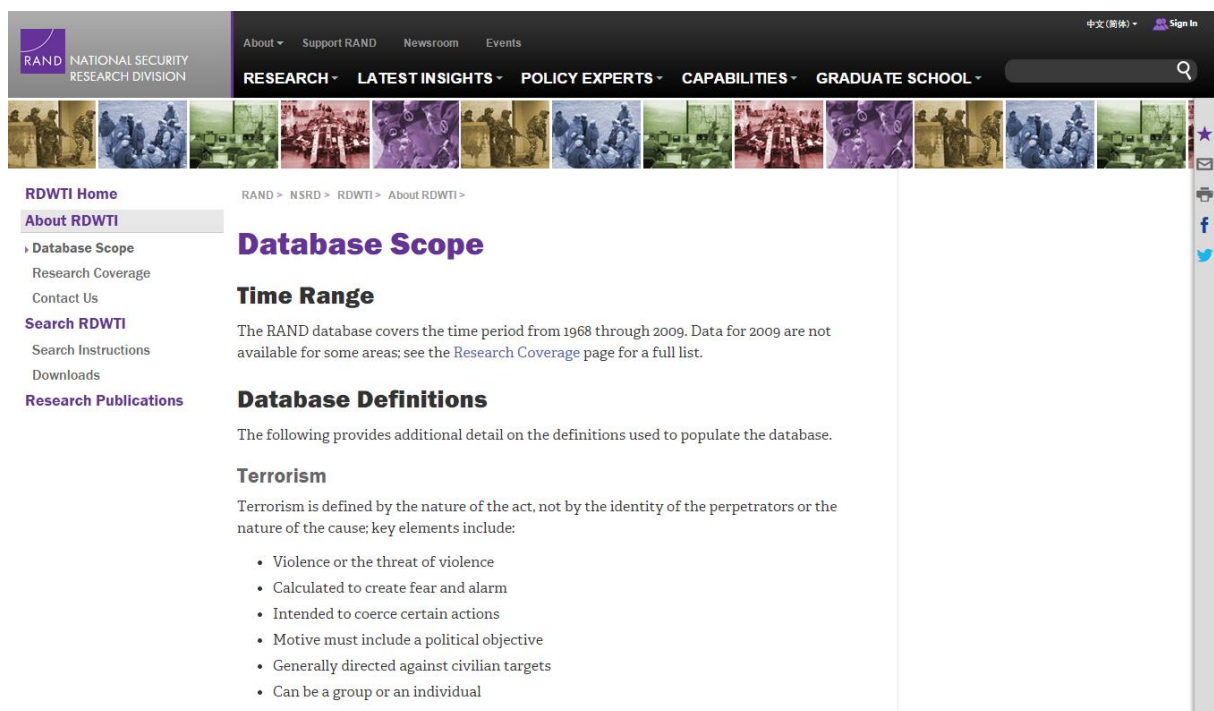 中文(简体)
Sign In
About
Support RAND
Newsroom
Events
RAND
NATIONAL SECURITY
RESEARCH DIVISION
RESEARCH
LATEST INSIGHTS
POLICY EXPERTS
CAPABILITIES
GRADUATE SCHOOL
RDWTI Home
About RDWTI
Database Scope
Research Coverage
Contact Us
Search RDWTI
Search Instructions
Downloads
Research Publications
RAND > NSRD > RDWTI > About RDWTI >
Database Scope
Time Range
The RAND database covers the time period from 1968 through 2009. Data for 2009 are not
available for some areas; see the Research Coverage page for a full list.
Database Definitions
The following provides additional detail on the definitions used to populate the database.
Terrorism
Terrorism is defined by the nature of the act, not by the identity of the perpetrators or the
nature of the cause; key elements include:
• Violence or the threat of violence
• Calculated to create fear and alarm
• Intended to coerce certain actions
• Motive must include a political objective
• Generally directed against civilian targets
• Can be a group or an individual